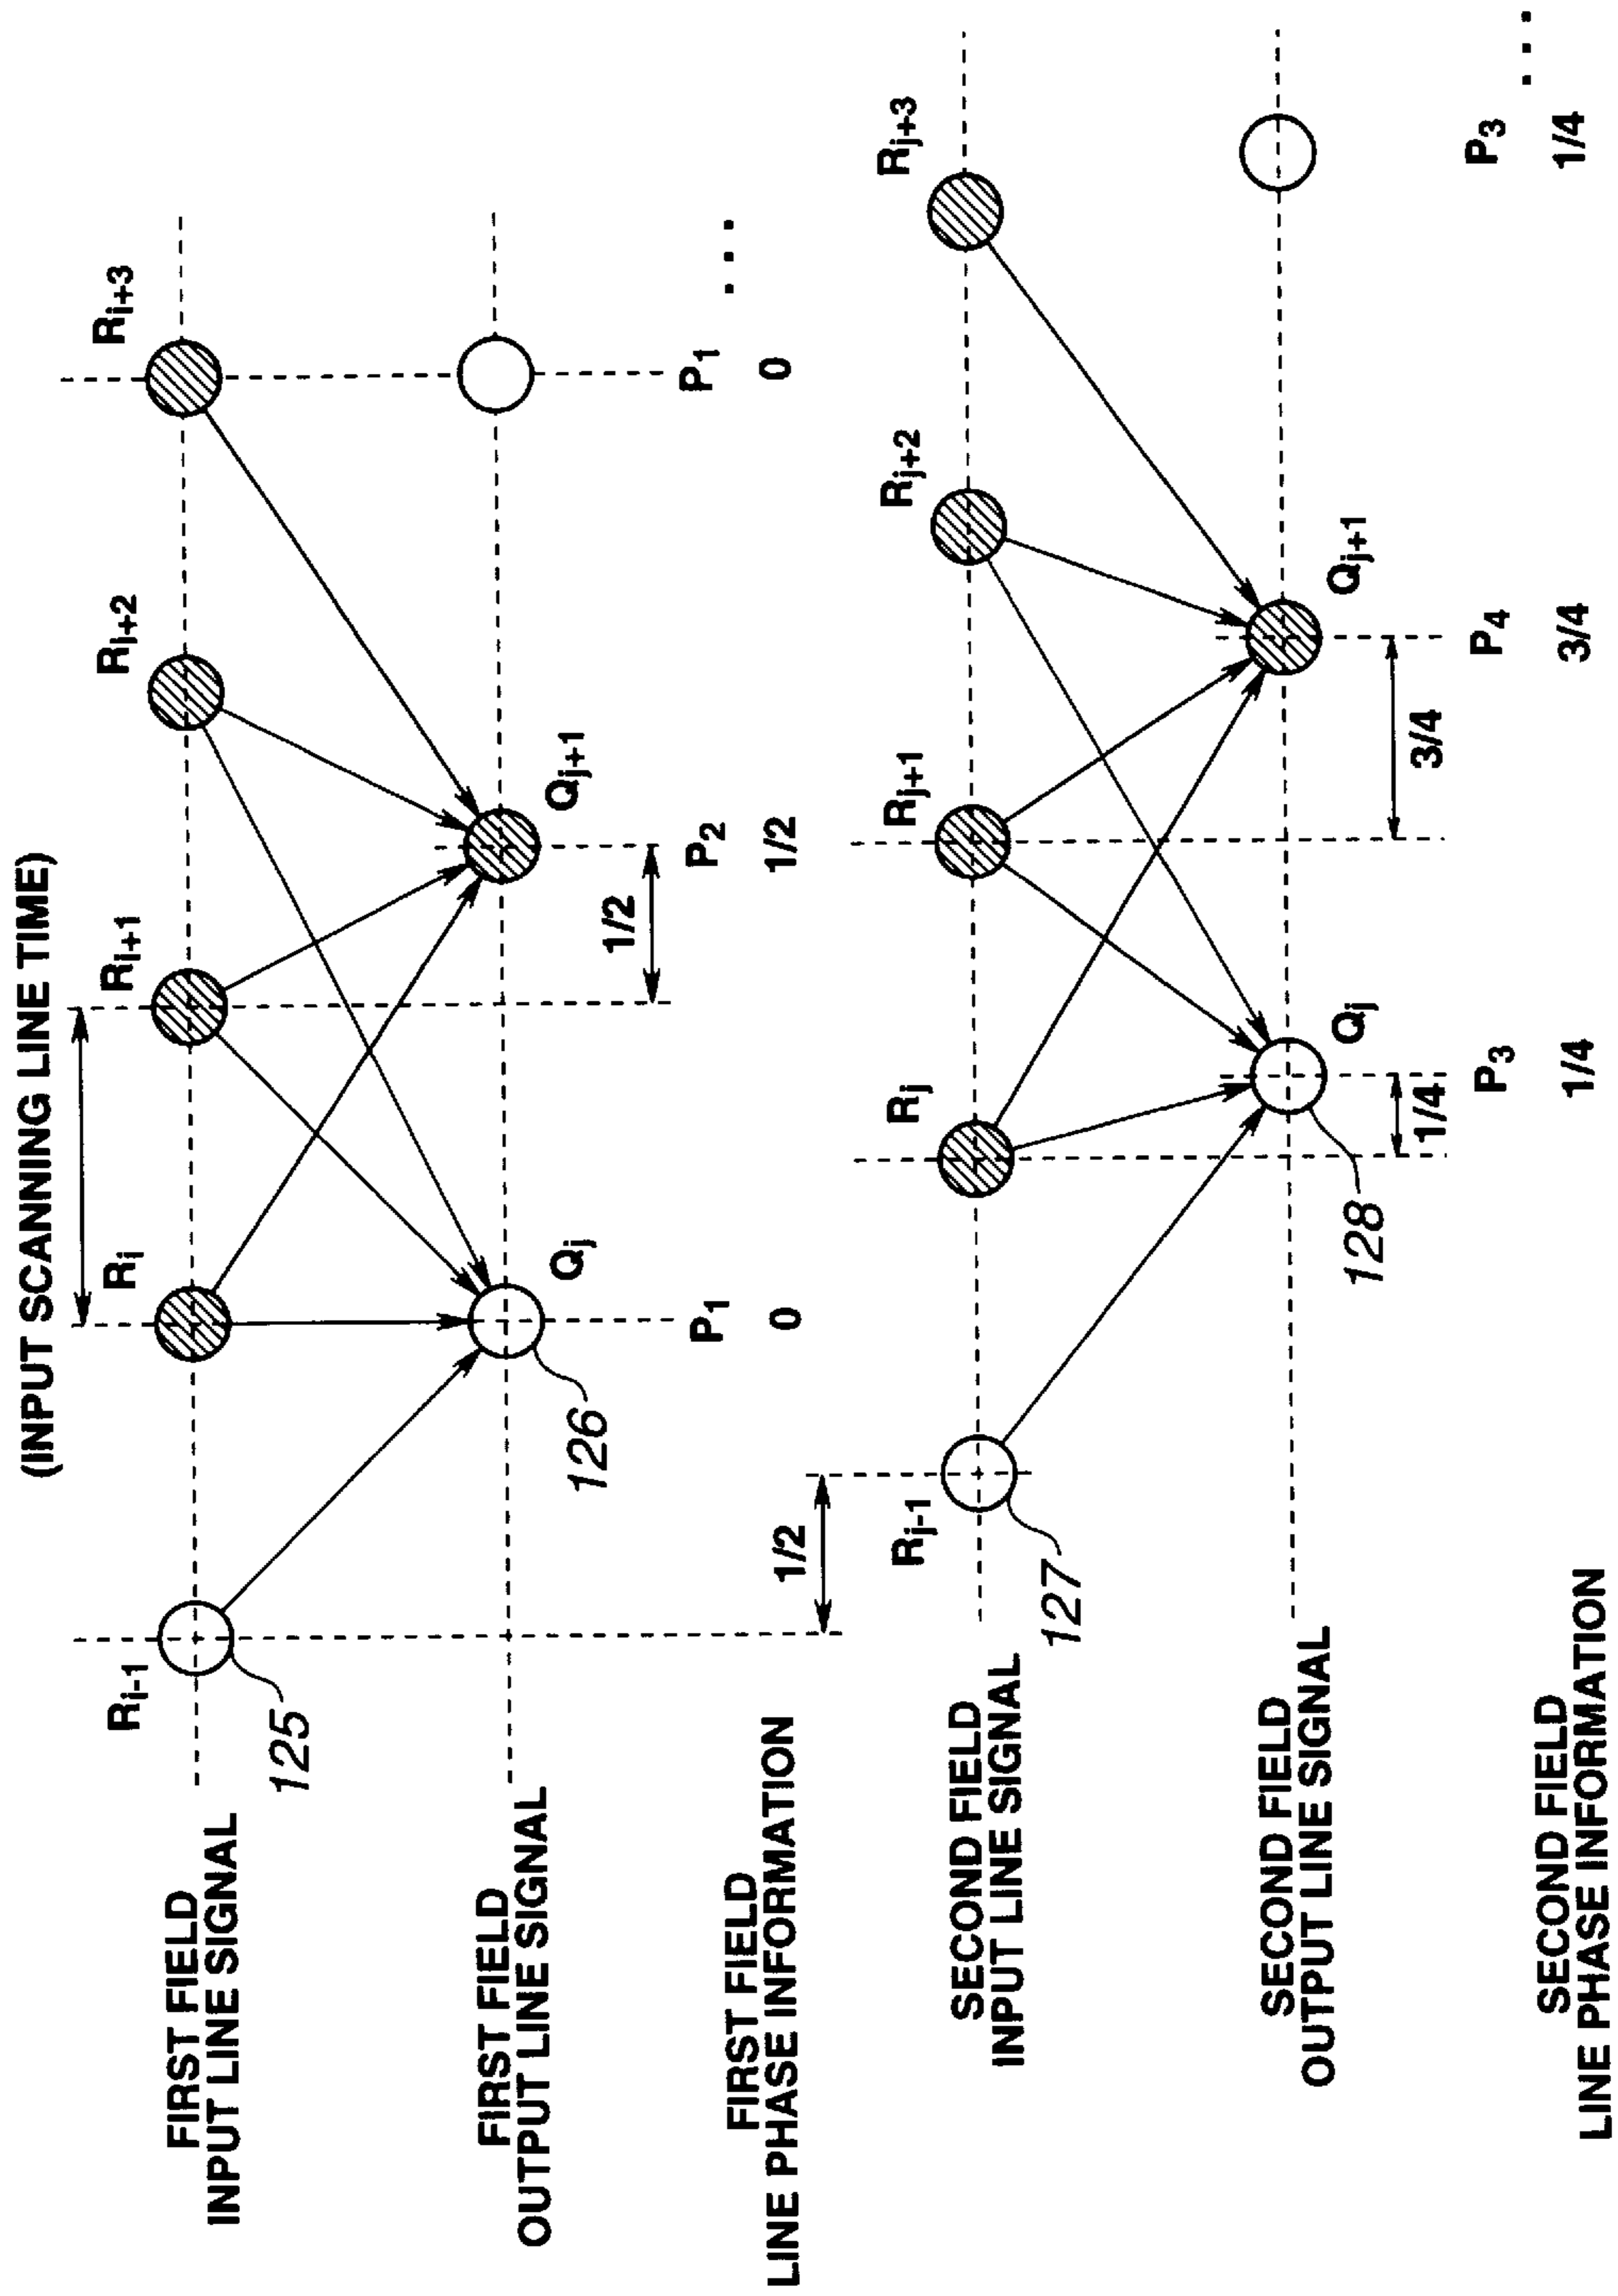 (INPUT SCANNING LINE TIME)
R_{i-1} R_i R_{i+1} R_{i+2} R_{i+3}
FIRST FIELD
INPUT LINE SIGNAL
125
FIRST FIELD
OUTPUT LINE SIGNAL
126
Q_j Q_{j+1}
1/2
FIRST FIELD
LINE PHASE INFORMATION
P_1 P_2 P_1 ...
0 1/2 0
1/2
R_{j-1} R_j R_{j+1} R_{j+2} R_{j+3}
SECOND FIELD
INPUT LINE SIGNAL
127
SECOND FIELD
OUTPUT LINE SIGNAL
128
Q_j Q_{j+1}
1/4 3/4
P_3 P_4 P_3
SECOND FIELD
LINE PHASE INFORMATION
1/4 3/4 1/4 ...